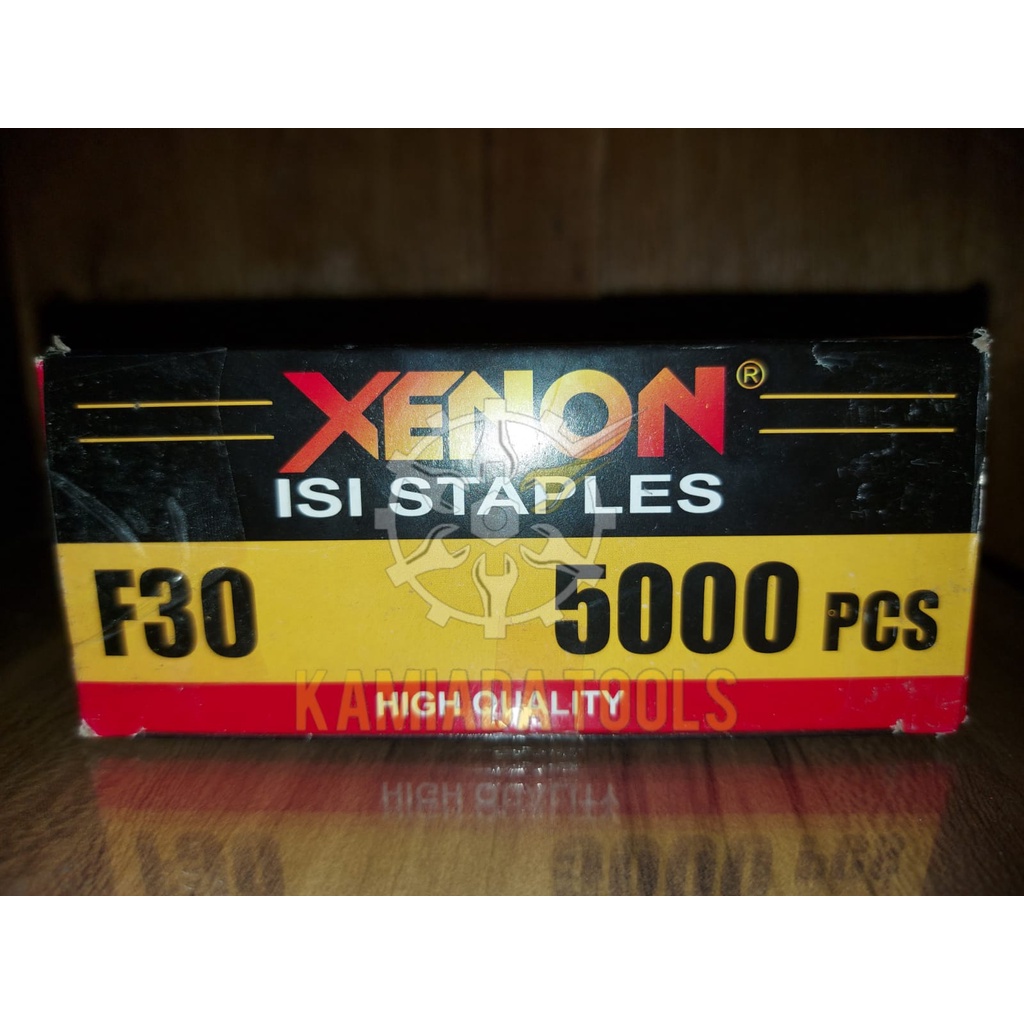 XENON®
ISI STAPLES
F30
5000 PCS
HIGH QUALITY
KAMIARA TOOLS